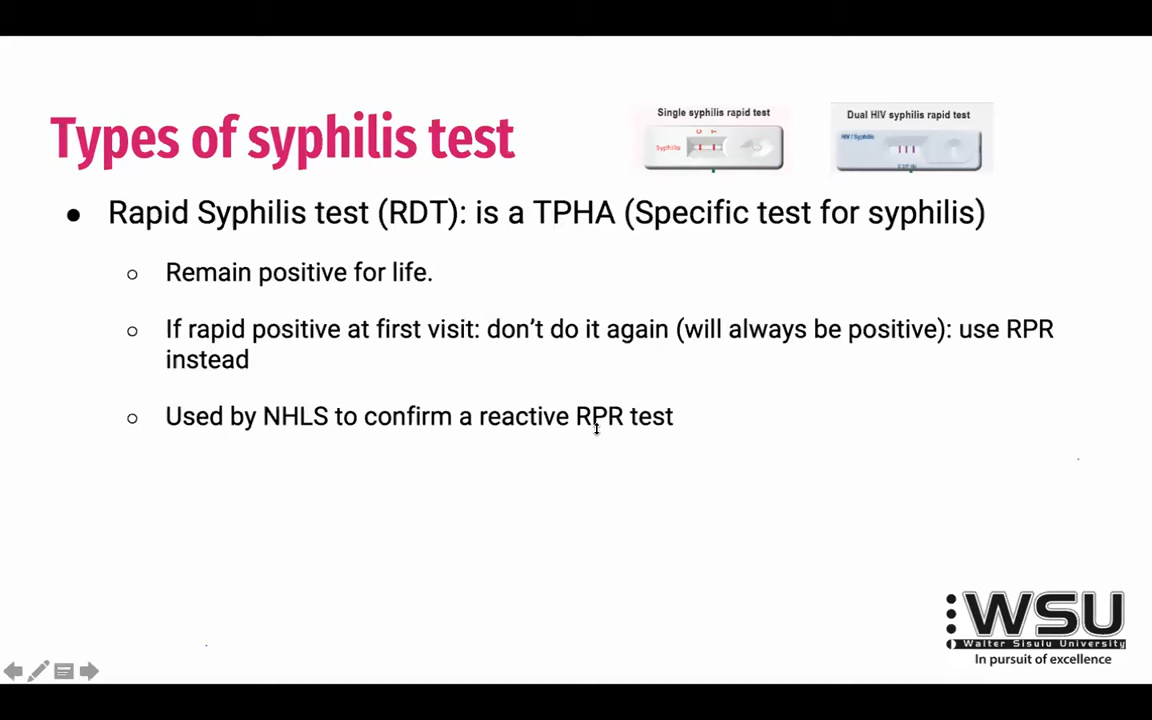 Types of syphilis test
Single syphilis rapid test
C T
Syphilis
Dual HIV syphilis rapid test
HIV / Syphilis
● Rapid Syphilis test (RDT): is a TPHA (Specific test for syphilis)
○ Remain positive for life.
○ If rapid positive at first visit: don’t do it again (will always be positive): use RPR
instead
○ Used by NHLS to confirm a reactive RPR test
WSU
Walter Sisulu University
In pursuit of excellence